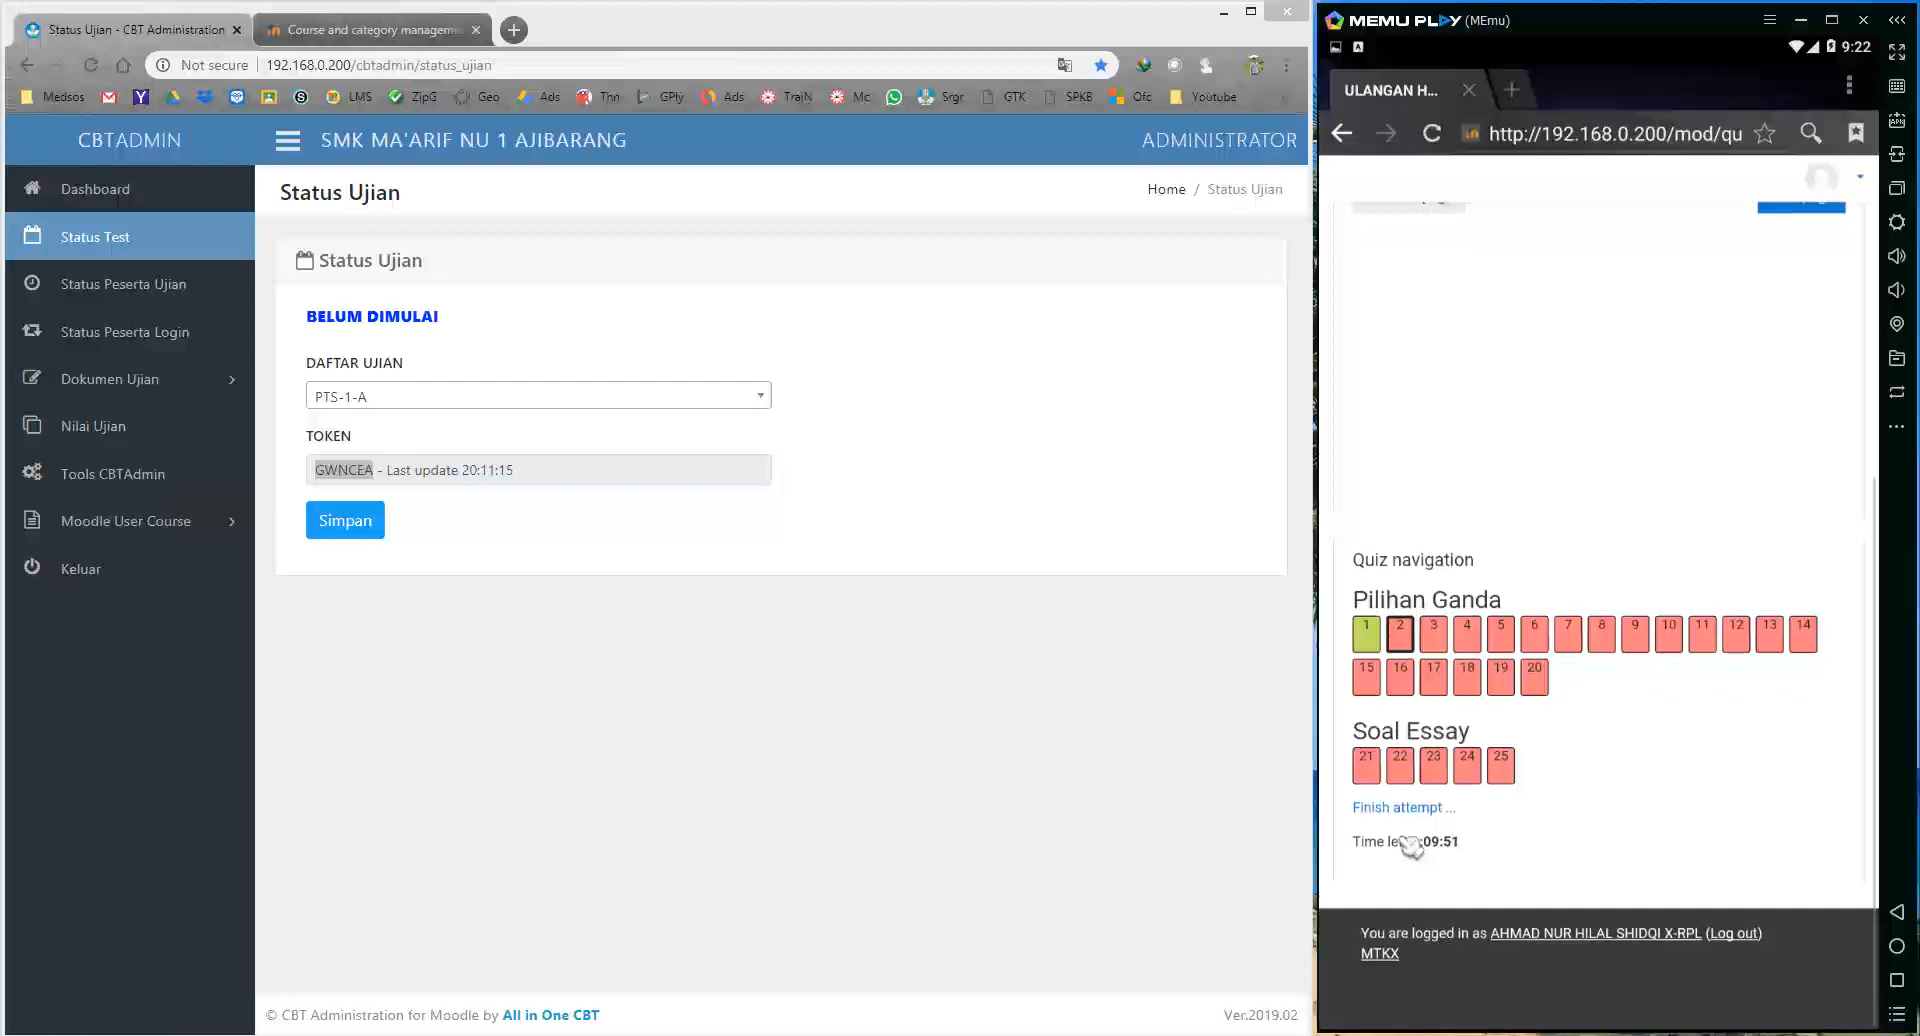 Status Ujian - CBT Administration
Course and category manageme
Not secure
192.168.0.200/cbtadmin/status_ujian
Medsos
LMS
ZipG
Geo
Ads
Thn
GPly
Ads
TraiN
Mc
Srgr
GTK
SPKB
Ofc
Youtube
CBTADMIN
SMK MA'ARIF NU 1 AJIBARANG
ADMINISTRATOR
Dashboard
Status Test
Status Peserta Ujian
Status Peserta Login
Dokumen Ujian
Nilai Ujian
Tools CBTAdmin
Moodle User Course
Keluar
Status Ujian
Home / Status Ujian
Status Ujian
BELUM DIMULAI
DAFTAR UJIAN
PTS-1-A
TOKEN
GWNCEA - Last update 20:11:15
Simpan
© CBT Administration for Moodle by All in One CBT
Ver.2019.02
MEMU PLAY (MEmu)
9:22
ULANGAN H...
http://192.168.0.200/mod/qu
Quiz navigation
Pilihan Ganda
1 2 3 4 5 6 7 8 9 10 11 12 13 14
15 16 17 18 19 20
Soal Essay
21 22 23 24 25
Finish attempt ...
Time le :09:51
You are logged in as AHMAD NUR HILAL SHIDQI X-RPL (Log out)
MTKX